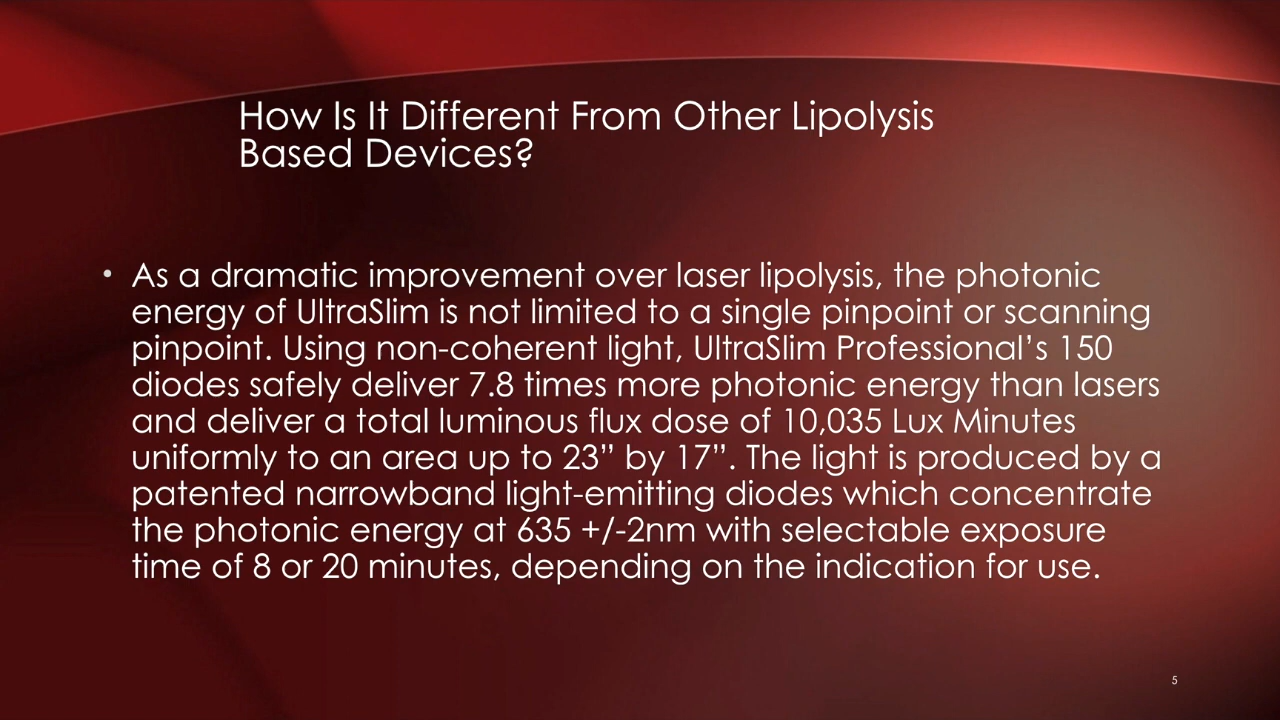 How Is It Different From Other Lipolysis
Based Devices?
• As a dramatic improvement over laser lipolysis, the photonic
energy of UltraSlim is not limited to a single pinpoint or scanning
pinpoint. Using non-coherent light, UltraSlim Professional’s 150
diodes safely deliver 7.8 times more photonic energy than lasers
and deliver a total luminous flux dose of 10,035 Lux Minutes
uniformly to an area up to 23” by 17”. The light is produced by a
patented narrowband light-emitting diodes which concentrate
the photonic energy at 635 +/-2nm with selectable exposure
time of 8 or 20 minutes, depending on the indication for use.
5